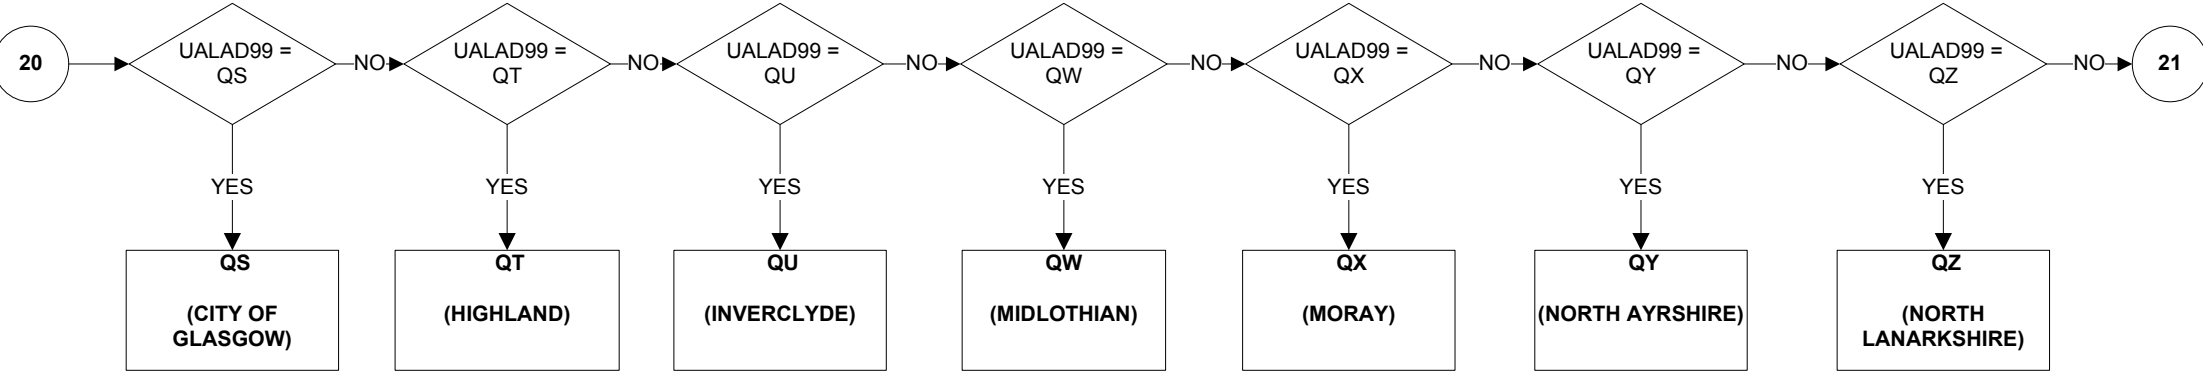 20
UALAD99 =
QS
NO
UALAD99 =
QT
NO
UALAD99 =
QU
NO
UALAD99 =
QW
NO
UALAD99 =
QX
NO
UALAD99 =
QY
NO
UALAD99 =
QZ
NO
21
YES
YES
YES
YES
YES
YES
YES
QS
(CITY OF
GLASGOW)
QT
(HIGHLAND)
QU
(INVERCLYDE)
QW
(MIDLOTHIAN)
QX
(MORAY)
QY
(NORTH AYRSHIRE)
QZ
(NORTH
LANARKSHIRE)